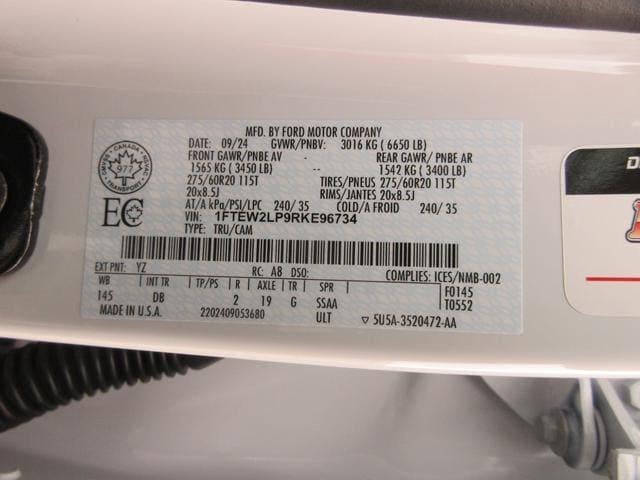 MFD. BY FORD MOTOR COMPANY
DATE: 09/24 GVWR/PNBV: 3016 KG ( 6650 LB)
FRONT GAWR/PNBE AV - -- - REAR GAWR/ PNBE AR
1565 KG ( 3450 LB) -- 1542 KG ( 3400 LB)
275/60R20 115T TIRES/PNEUS 275/60R20 115T
20x8.5J RIMS/JANTES 20x8.5J
AT/A kPa/PSI/LPC 240/ 35 COLD/A FROID 240/ 35
VIN: 1FTEW2LP9RKE96734
TYPE: TRU/CAM
CANADA
977
TRANSPORT
EC
EXT PNT: YZ RC: A8 DSO: COMPLIES: ICES/NMB-002
WB INT TR TP/PS R AXLE TR SPR F0145
145 DB 2 19 G SSAA T0552
MADE IN U.S.A. 2202409053680 ULT ▽ 5U5A-3520472-AA
D